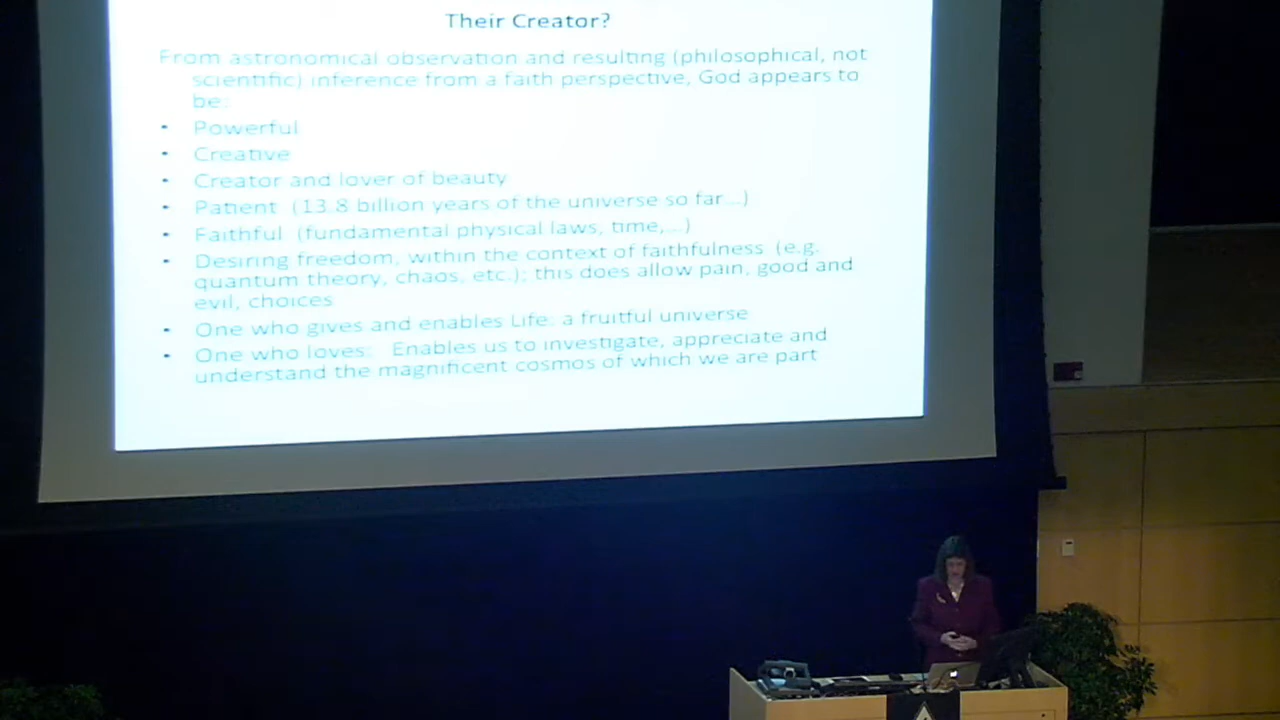 Their Creator?
From astronomical observation and resulting (philosophical, not
scientific) inference from a faith perspective, God appears to
be:
• Powerful
• Creative
• Creator and lover of beauty
• Patient (13.8 billion years of the universe so far...)
• Faithful (fundamental physical laws, time,...)
• Desiring freedom, within the context of faithfulness (e.g.
quantum theory, chaos, etc.); this does allow pain, good and
evil, choices
• One who gives and enables Life: a fruitful universe
• One who loves: Enables us to investigate, appreciate and
understand the magnificent cosmos of which we are part